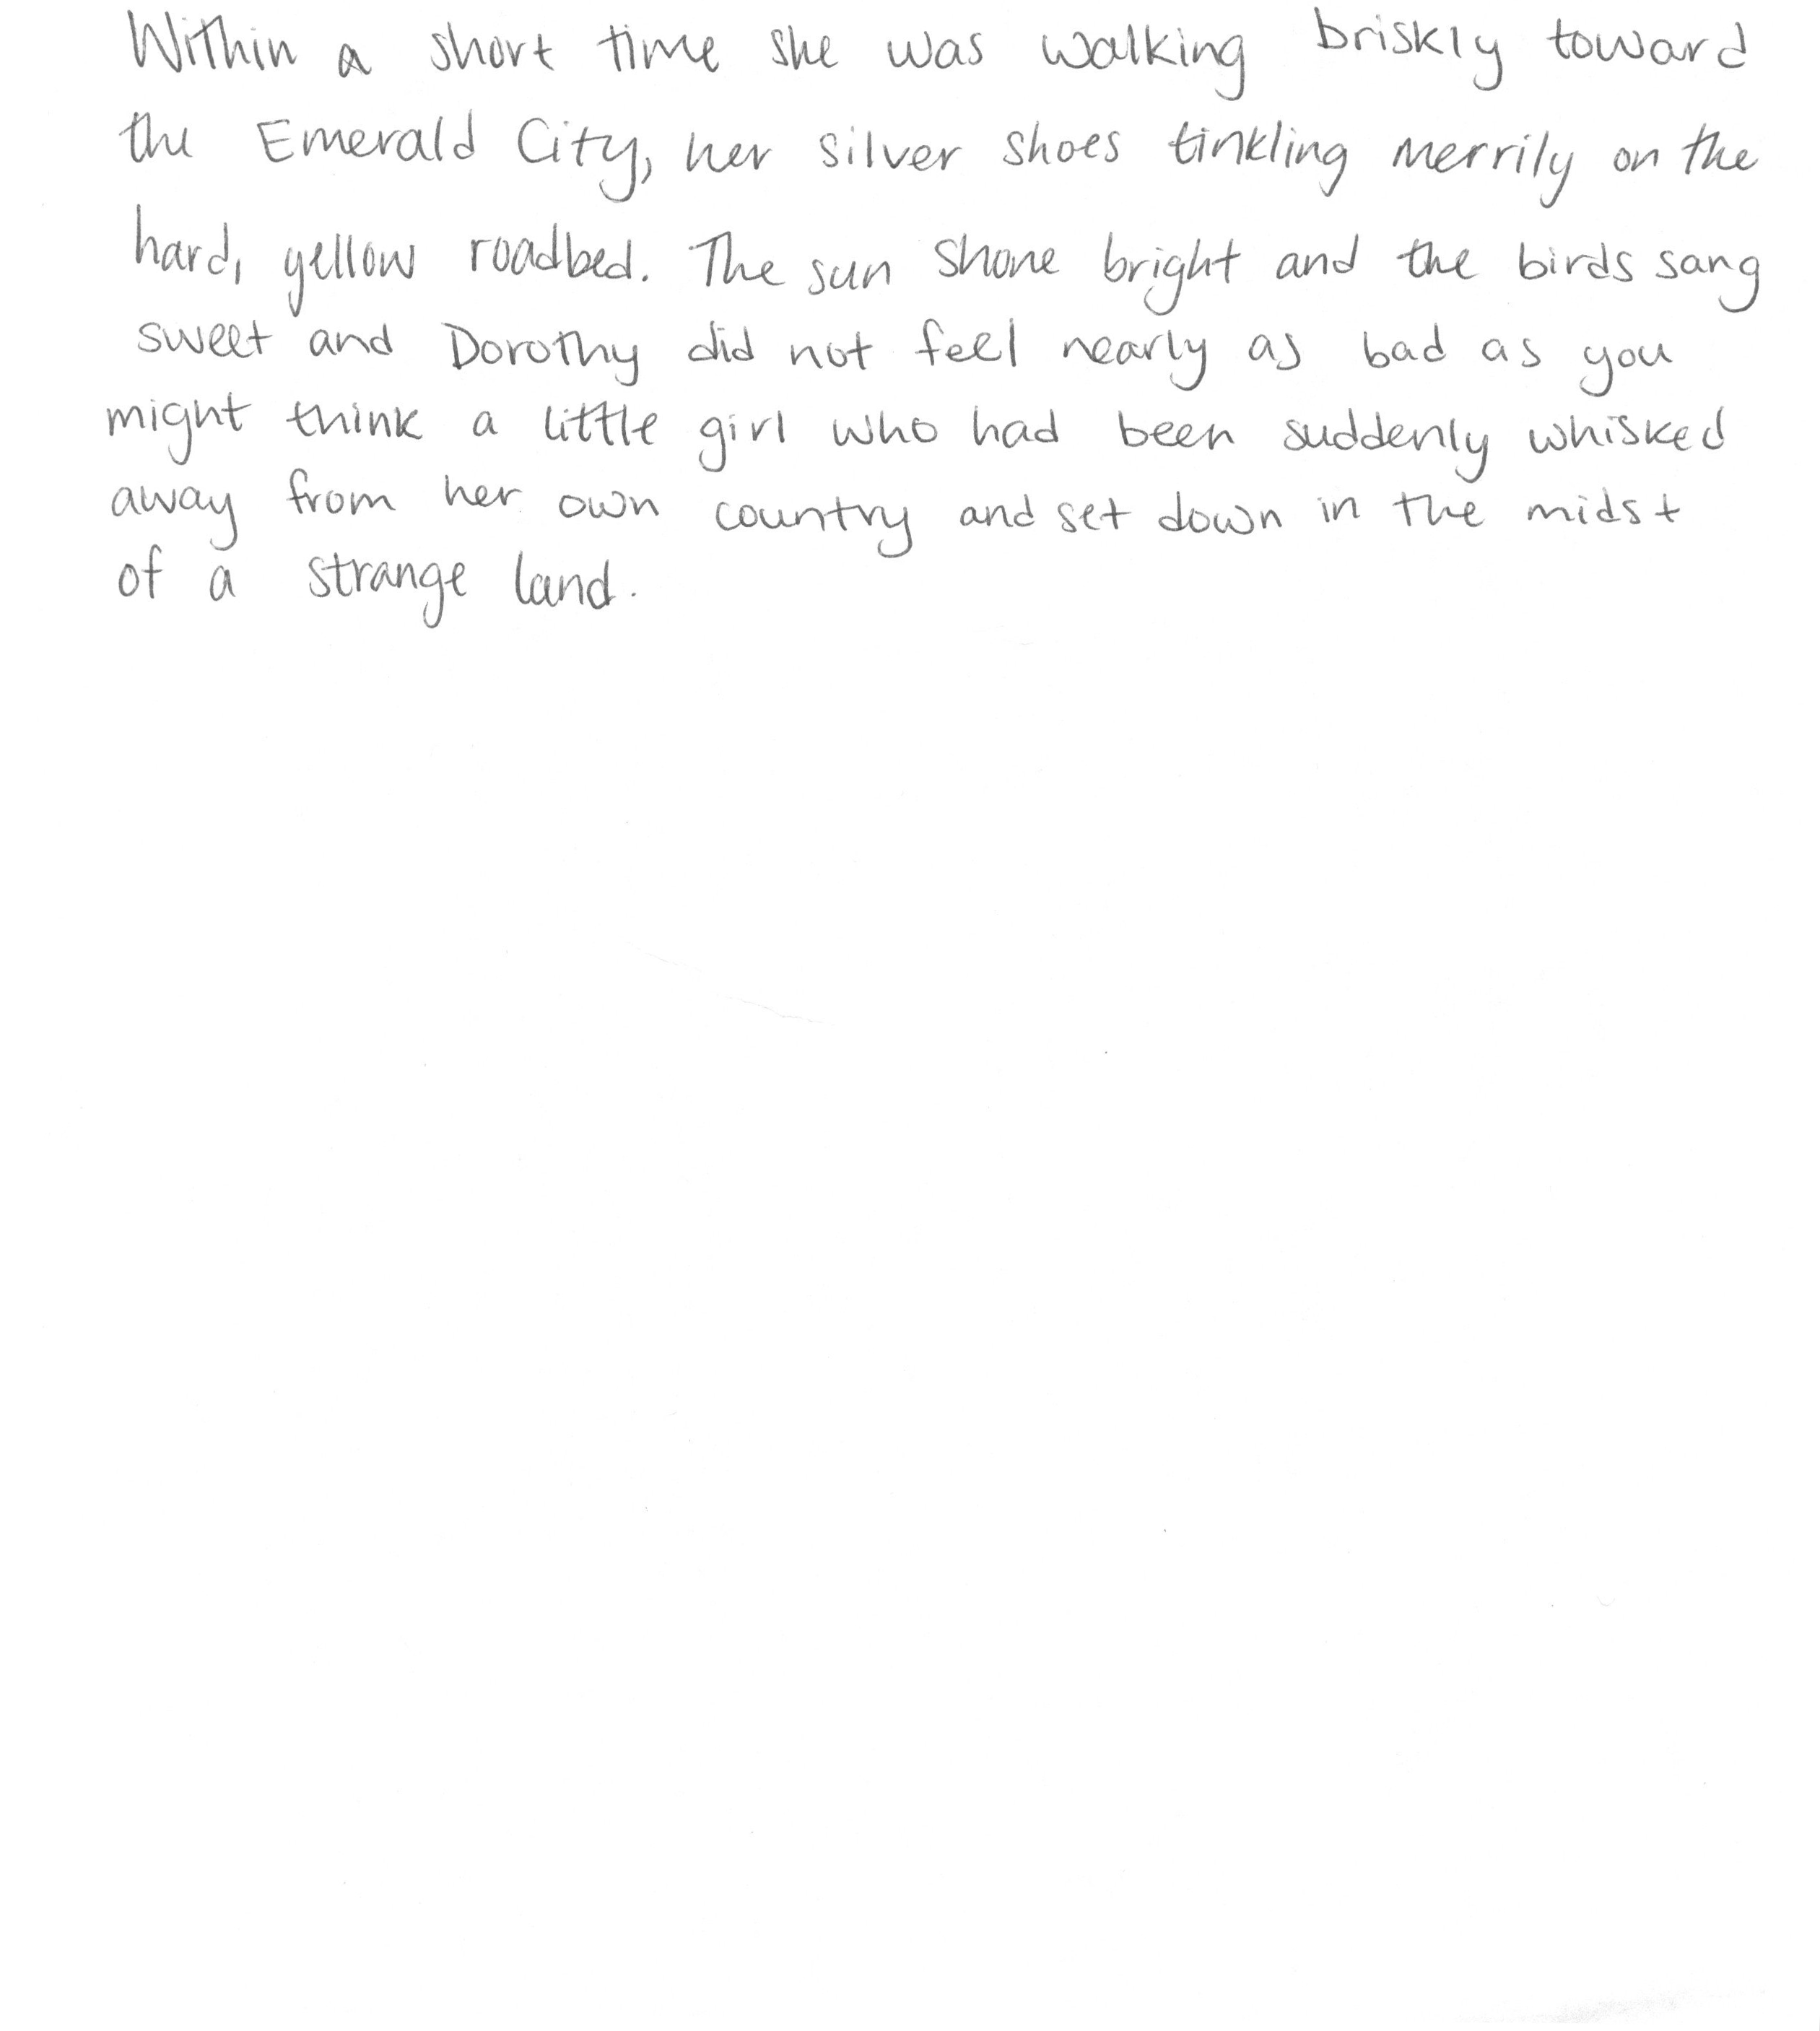 Within a short time she was walking briskly toward
the Emerald City, her silver shoes tinkling merrily on the
hard, yellow roadbed. The sun shone bright and the birds sang
sweet and Dorothy did not feel nearly as bad as you
might think a little girl who had been suddenly whisked
away from her own country and set down in the midst
of a strange land.